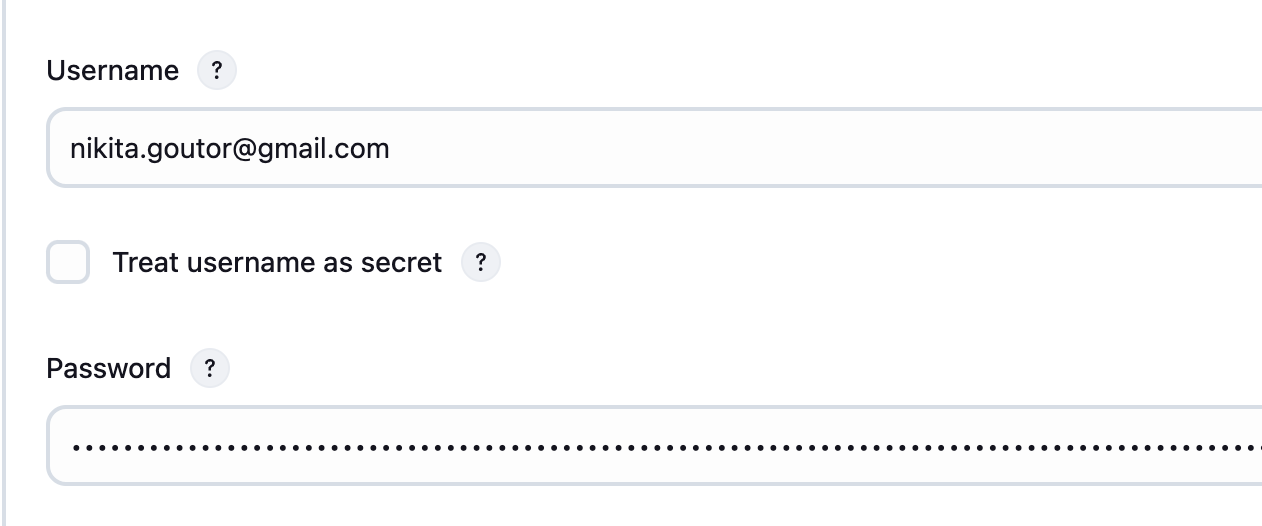 Username ?
nikita.goutor@gmail.com
Treat username as secret ?
Password ?